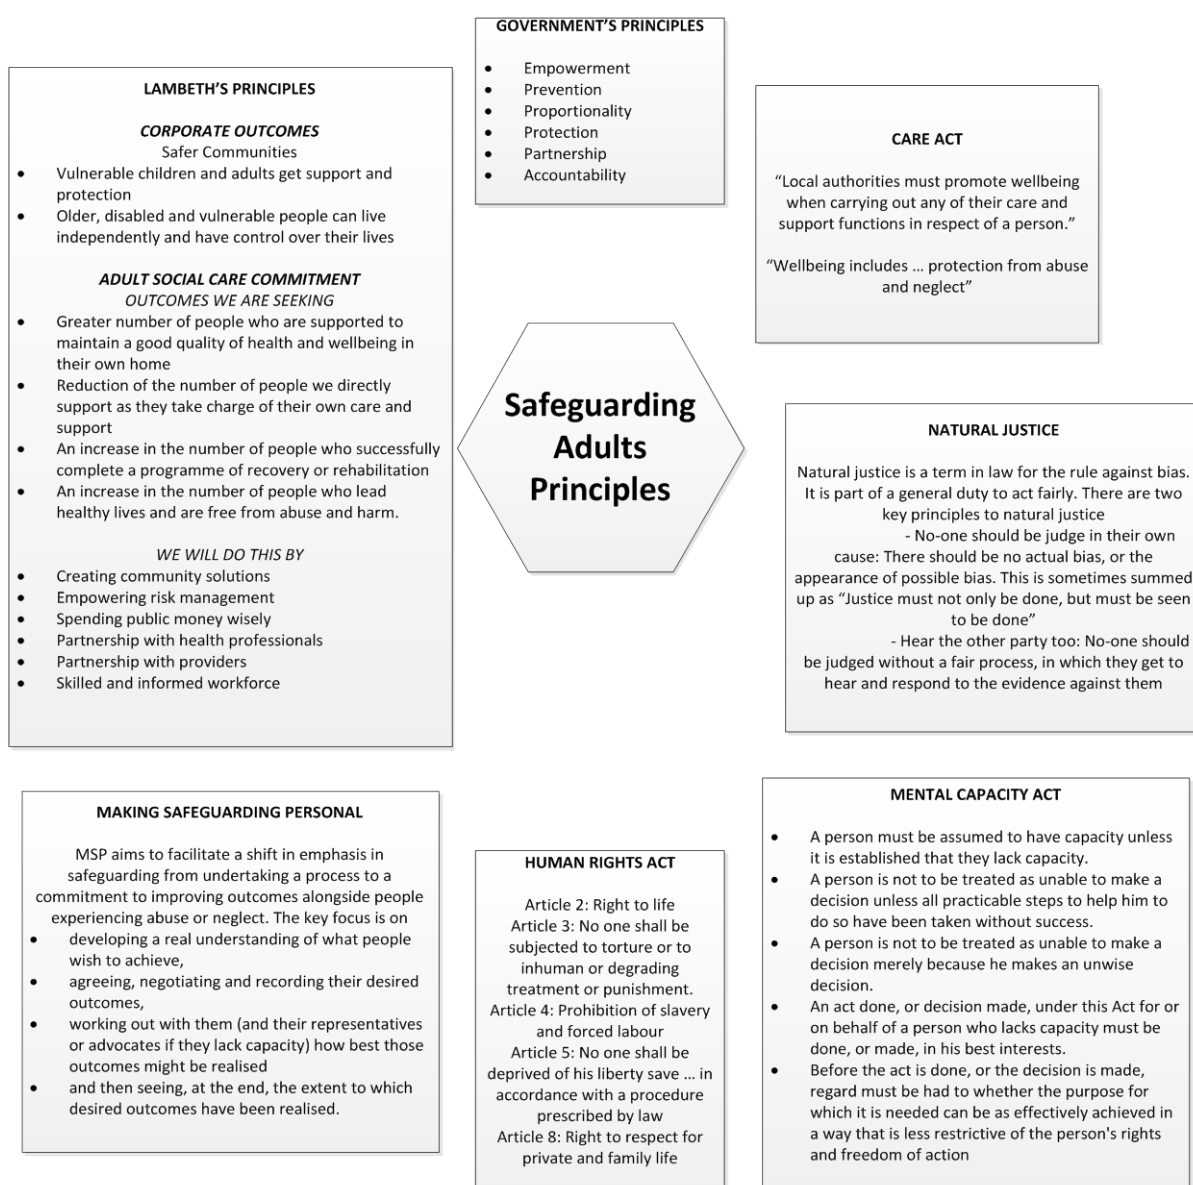 GOVERNMENT'S PRINCIPLES
• Empowerment
• Prevention
• Proportionality
• Protection
• Partnership
• Accountability
LAMBETH'S PRINCIPLES
CORPORATE OUTCOMES
Safer Communities
• Vulnerable children and adults get support and
protection
• Older, disabled and vulnerable people can live
independently and have control over their lives
ADULT SOCIAL CARE COMMITMENT
OUTCOMES WE ARE SEEKING
• Greater number of people who are supported to
maintain a good quality of health and wellbeing in
their own home
• Reduction of the number of people we directly
support as they take charge of their own care and
support
• An increase in the number of people who successfully
complete a programme of recovery or rehabilitation
• An increase in the number of people who lead
healthy lives and are free from abuse and harm.
WE WILL DO THIS BY
• Creating community solutions
• Empowering risk management
• Spending public money wisely
• Partnership with health professionals
• Partnership with providers
• Skilled and informed workforce
CARE ACT
“Local authorities must promote wellbeing
when carrying out any of their care and
support functions in respect of a person.”
“Wellbeing includes … protection from abuse
and neglect”
Safeguarding
Adults
Principles
NATURAL JUSTICE
Natural justice is a term in law for the rule against bias.
It is part of a general duty to act fairly. There are two
key principles to natural justice
- No-one should be judge in their own
cause: There should be no actual bias, or the
appearance of possible bias. This is sometimes summed
up as “Justice must not only be done, but must be seen
to be done”
- Hear the other party too: No-one should
be judged without a fair process, in which they get to
hear and respond to the evidence against them
MAKING SAFEGUARDING PERSONAL
MSP aims to facilitate a shift in emphasis in
safeguarding from undertaking a process to a
commitment to improving outcomes alongside people
experiencing abuse or neglect. The key focus is on
• developing a real understanding of what people
wish to achieve,
• agreeing, negotiating and recording their desired
outcomes,
• working out with them (and their representatives
or advocates if they lack capacity) how best those
outcomes might be realised
• and then seeing, at the end, the extent to which
desired outcomes have been realised.
HUMAN RIGHTS ACT
Article 2: Right to life
Article 3: No one shall be
subjected to torture or to
inhuman or degrading
treatment or punishment.
Article 4: Prohibition of slavery
and forced labour
Article 5: No one shall be
deprived of his liberty save … in
accordance with a procedure
prescribed by law
Article 8: Right to respect for
private and family life
MENTAL CAPACITY ACT
• A person must be assumed to have capacity unless
it is established that they lack capacity.
• A person is not to be treated as unable to make a
decision unless all practicable steps to help him to
do so have been taken without success.
• A person is not to be treated as unable to make a
decision merely because he makes an unwise
decision.
• An act done, or decision made, under this Act for or
on behalf of a person who lacks capacity must be
done, or made, in his best interests.
• Before the act is done, or the decision is made,
regard must be had to whether the purpose for
which it is needed can be as effectively achieved in
a way that is less restrictive of the person's rights
and freedom of action